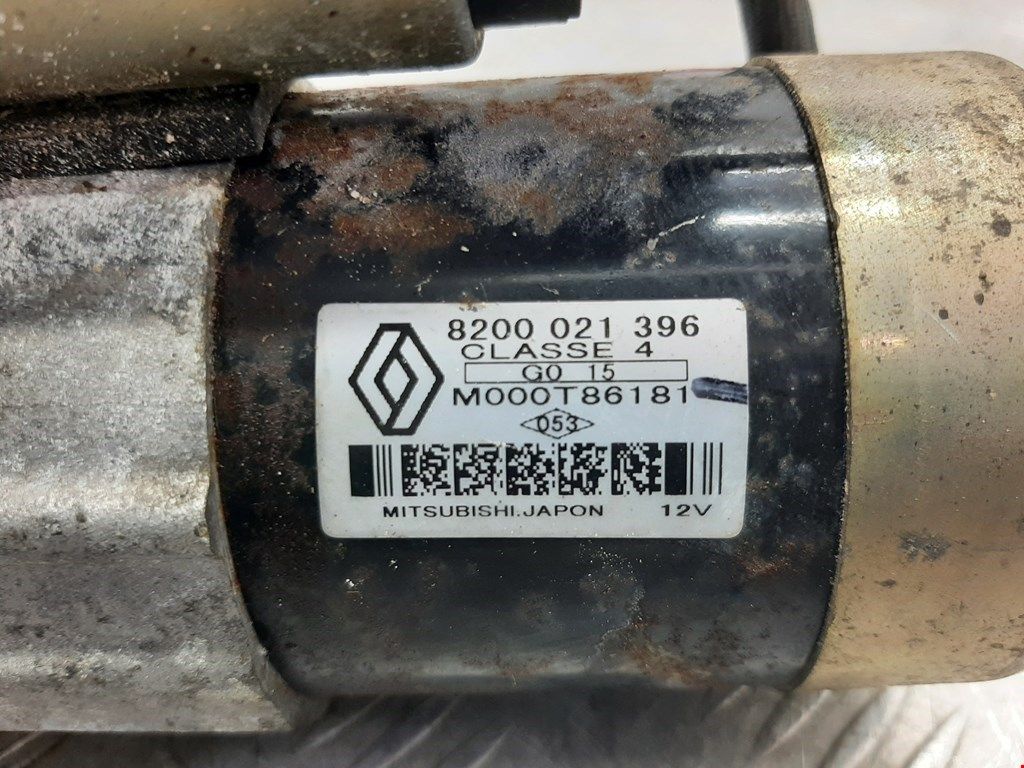 8200 021 396
CLASSE 4
G0 15
M000T86181
053
MITSUBISHI.JAPON 12V